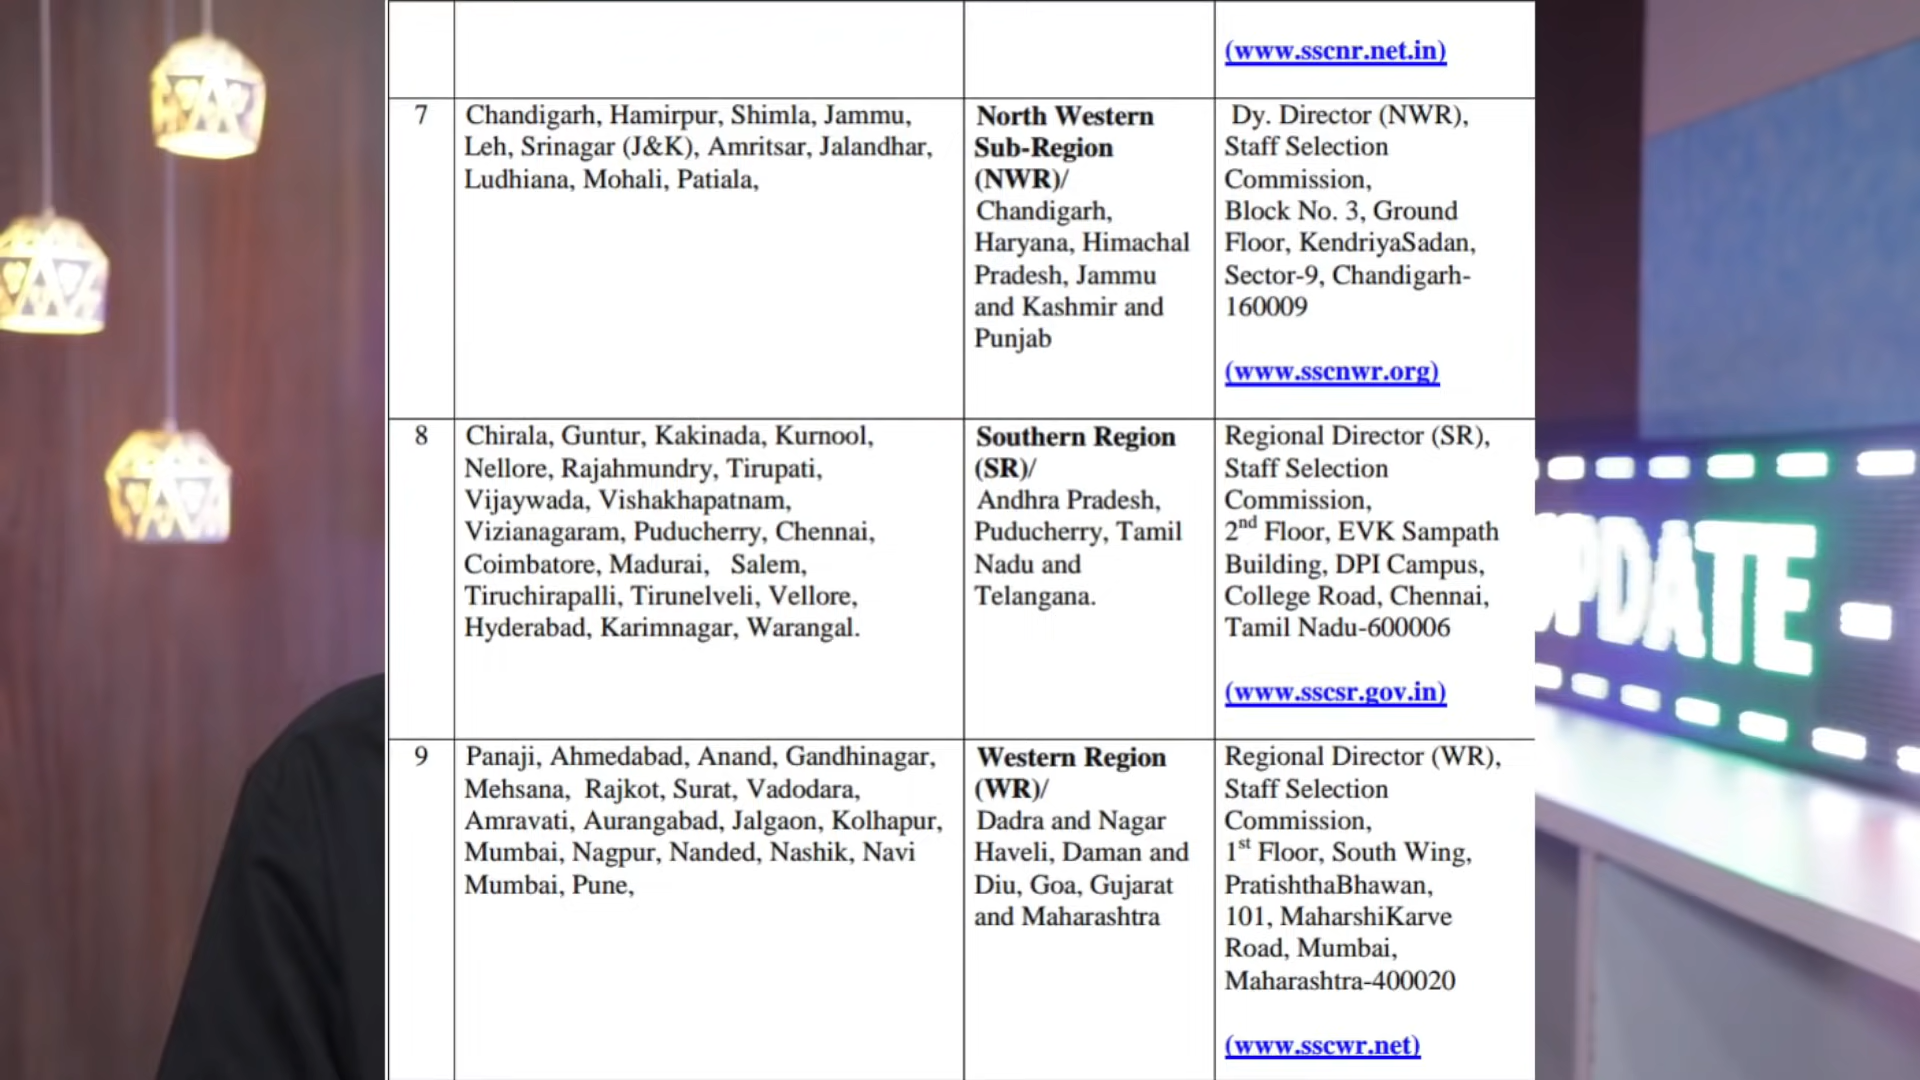 (www.sscnr.net.in)
7
Chandigarh, Hamirpur, Shimla, Jammu,
Leh, Srinagar (J&K), Amritsar, Jalandhar,
Ludhiana, Mohali, Patiala,
North Western
Sub-Region
(NWR)/
Chandigarh,
Haryana, Himachal
Pradesh, Jammu
and Kashmir and
Punjab
Dy. Director (NWR),
Staff Selection
Commission,
Block No. 3, Ground
Floor, KendriyaSadan,
Sector-9, Chandigarh-
160009
(www.sscnwr.org)
8
Chirala, Guntur, Kakinada, Kurnool,
Nellore, Rajahmundry, Tirupati,
Vijaywada, Vishakhapatnam,
Vizianagaram, Puducherry, Chennai,
Coimbatore, Madurai, Salem,
Tiruchirapalli, Tirunelveli, Vellore,
Hyderabad, Karimnagar, Warangal.
Southern Region
(SR)/
Andhra Pradesh,
Puducherry, Tamil
Nadu and
Telangana.
Regional Director (SR),
Staff Selection
Commission,
2nd Floor, EVK Sampath
Building, DPI Campus,
College Road, Chennai,
Tamil Nadu-600006
(www.sscsr.gov.in)
9
Panaji, Ahmedabad, Anand, Gandhinagar,
Mehsana, Rajkot, Surat, Vadodara,
Amravati, Aurangabad, Jalgaon, Kolhapur,
Mumbai, Nagpur, Nanded, Nashik, Navi
Mumbai, Pune,
Western Region
(WR)/
Dadra and Nagar
Haveli, Daman and
Diu, Goa, Gujarat
and Maharashtra
Regional Director (WR),
Staff Selection
Commission,
1st Floor, South Wing,
PratishthaBhawan,
101, MaharshiKarve
Road, Mumbai,
Maharashtra-400020
(www.sscwr.net)
PDATE -